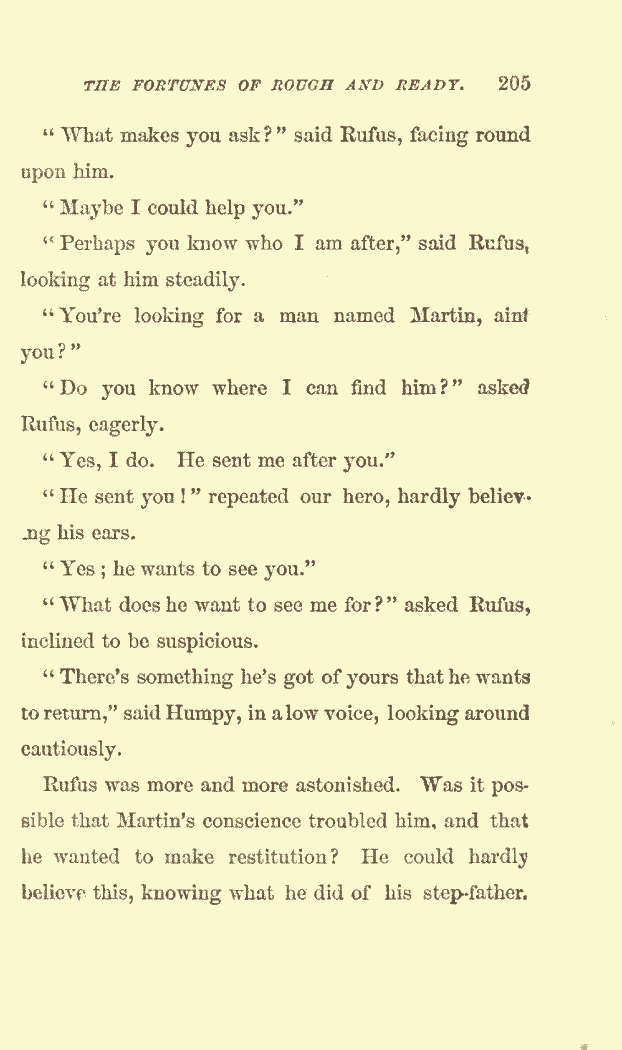 THE FORTUNES OF ROUGH AND READY. 205
“ What makes you ask?” said Rufus, facing round
upon him.
“ Maybe I could help you.”
“ Perhaps you know who I am after,” said Rufus,
looking at him steadily.
“ You're looking for a man named Martin, aint
you?”
“ Do you know where I can find him?” asked
Rufus, eagerly.
“ Yes, I do. He sent me after you.”
“ He sent you!” repeated our hero, hardly believ-
ng his ears.
“ Yes; he wants to see you.”
“ What does he want to see me for?” asked Rufus,
inclined to be suspicious.
“ There's something he's got of yours that he wants
to return,” said Humpy, in a low voice, looking around
cautiously.
Rufus was more and more astonished. Was it pos-
sible that Martin's conscience troubled him, and that
he wanted to make restitution? He could hardly
believe this, knowing what he did of his step-father.